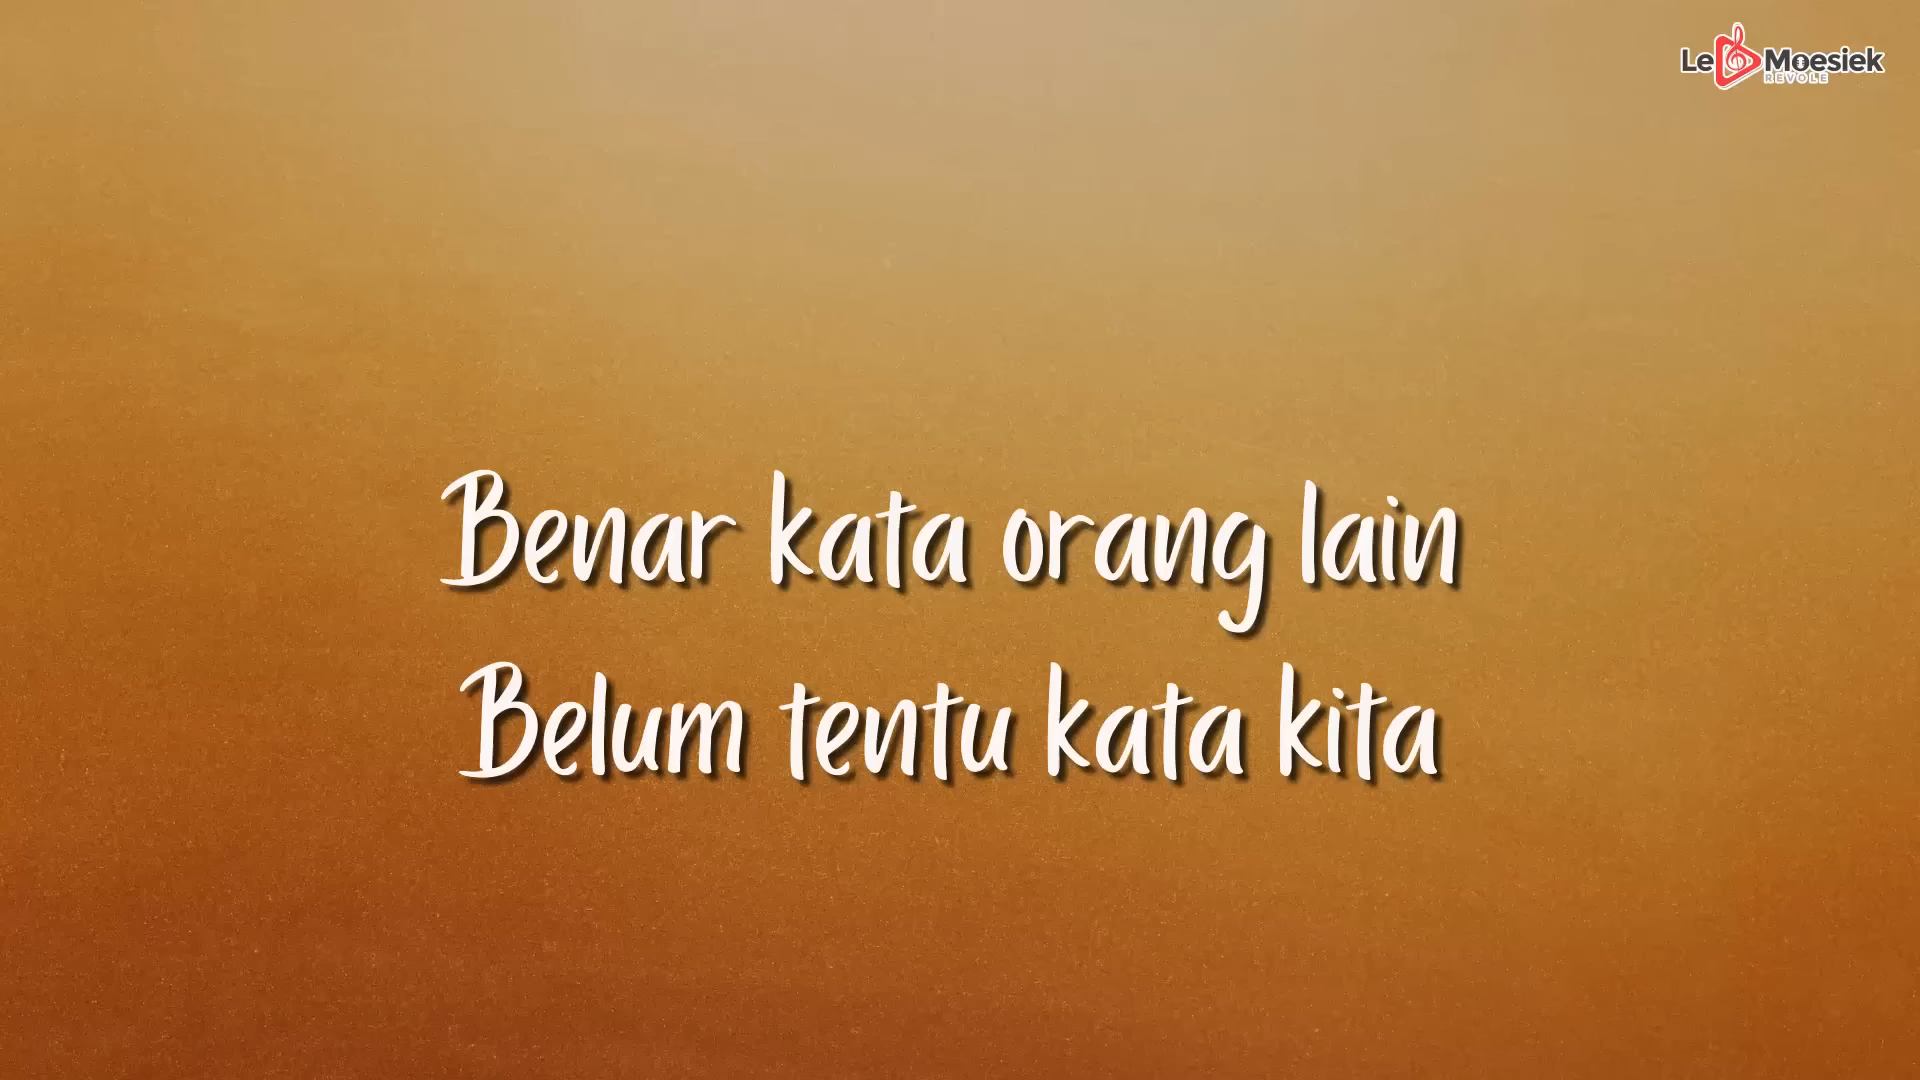 Le Moesiek
REVOLE
Benar kata orang lain
Belum tentu kata kita